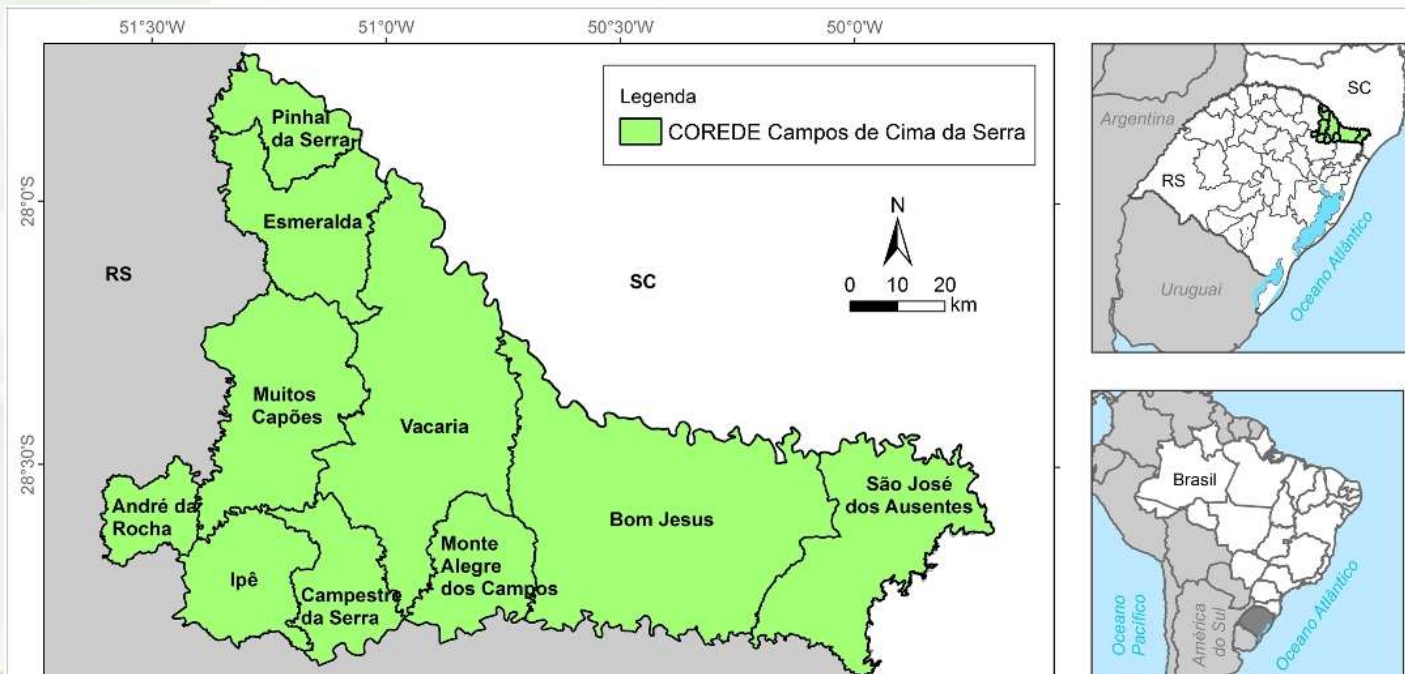 51°30'W
51°0'W
50°30'W
50°0'W
28°0'S
28°30'S
Legenda
COREDE Campos de Cima da Serra
N
0 10 20
km
RS
SC
Pinhal
da Serra
Esmeralda
Muitos
Capões
Vacaria
André da
Rocha
Ipê
Campestre
da Serra
Monte
Alegre
dos Campos
Bom Jesus
São José
dos Ausentes
SC
Argentina
RS
Uruguai
Oceano Atlântico
Brasil
Oceano
Pacífico
América
do Sul
Oceano Atlântico